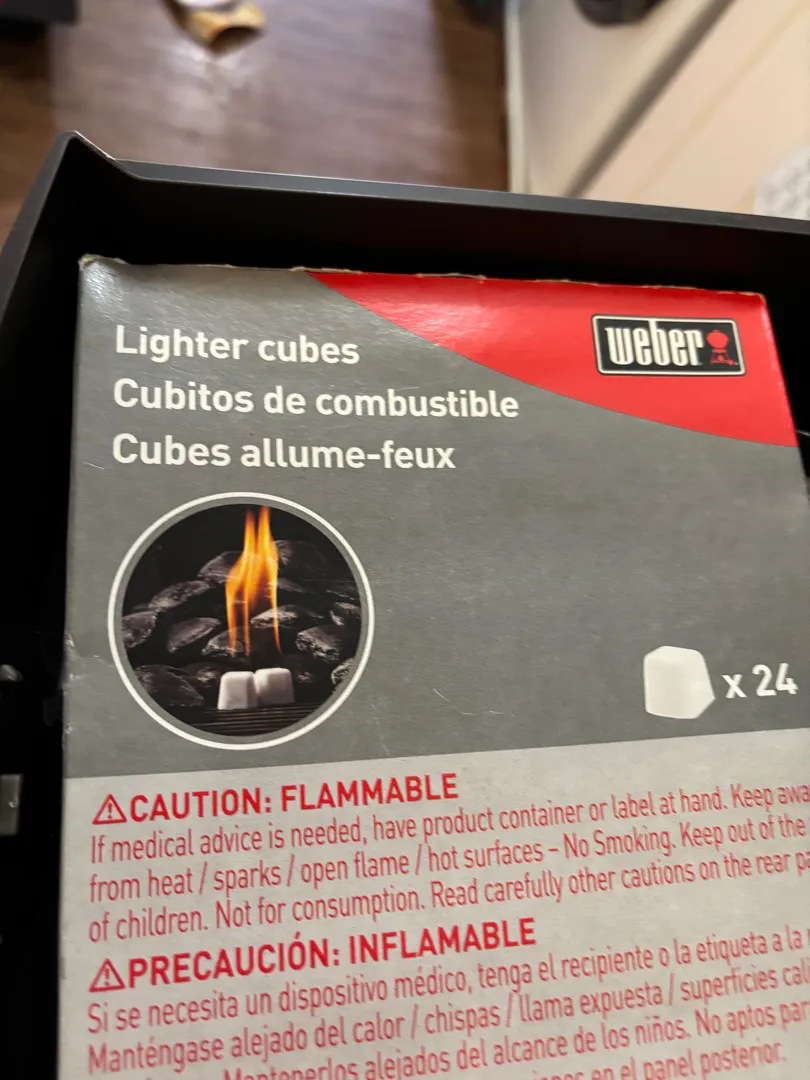 weber
Lighter cubes
Cubitos de combustible
Cubes allume-feux
x 24
⚠CAUTION: FLAMMABLE
If medical advice is needed, have product container or label at hand. Keep
from heat / sparks / open flame / hot surfaces – No Smoking. Keep out of the
of children. Not for consumption. Read carefully other cautions on the rear
⚠PRECAUCIÓN: INFLAMABLE
Si se necesita un dispositivo médico, tenga el recipiente o la etiqueta a la
Manténgase alejado del calor / chispas / llama expuesta / superficies
Mantenerlos alejados del alcance de los niños. No aptos
en el panel posterior.